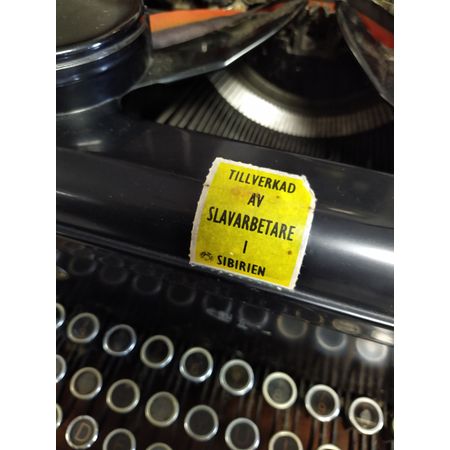 TILLVERKAD
AV
SLAVARBETARE
I
SIBIRIEN
D